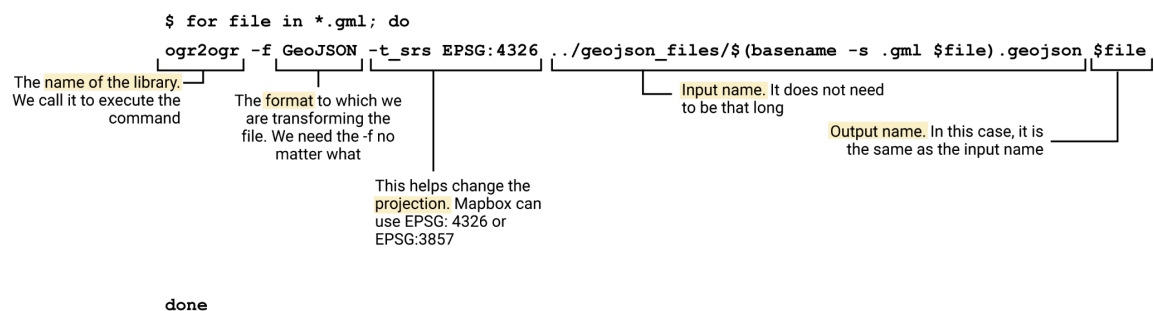 $ for file in *.gml; do
ogr2ogr -f GeoJSON -t_srs EPSG:4326 ../geojson_files/$(basename -s .gml $file).geojson $file
The name of the library.
We call it to execute the
command
The format to which we
are transforming the
file. We need the -f no
matter what
This helps change the
projection. Mapbox can
use EPSG: 4326 or
EPSG:3857
Input name. It does not need
to be that long
Output name. In this case, it is
the same as the input name
done